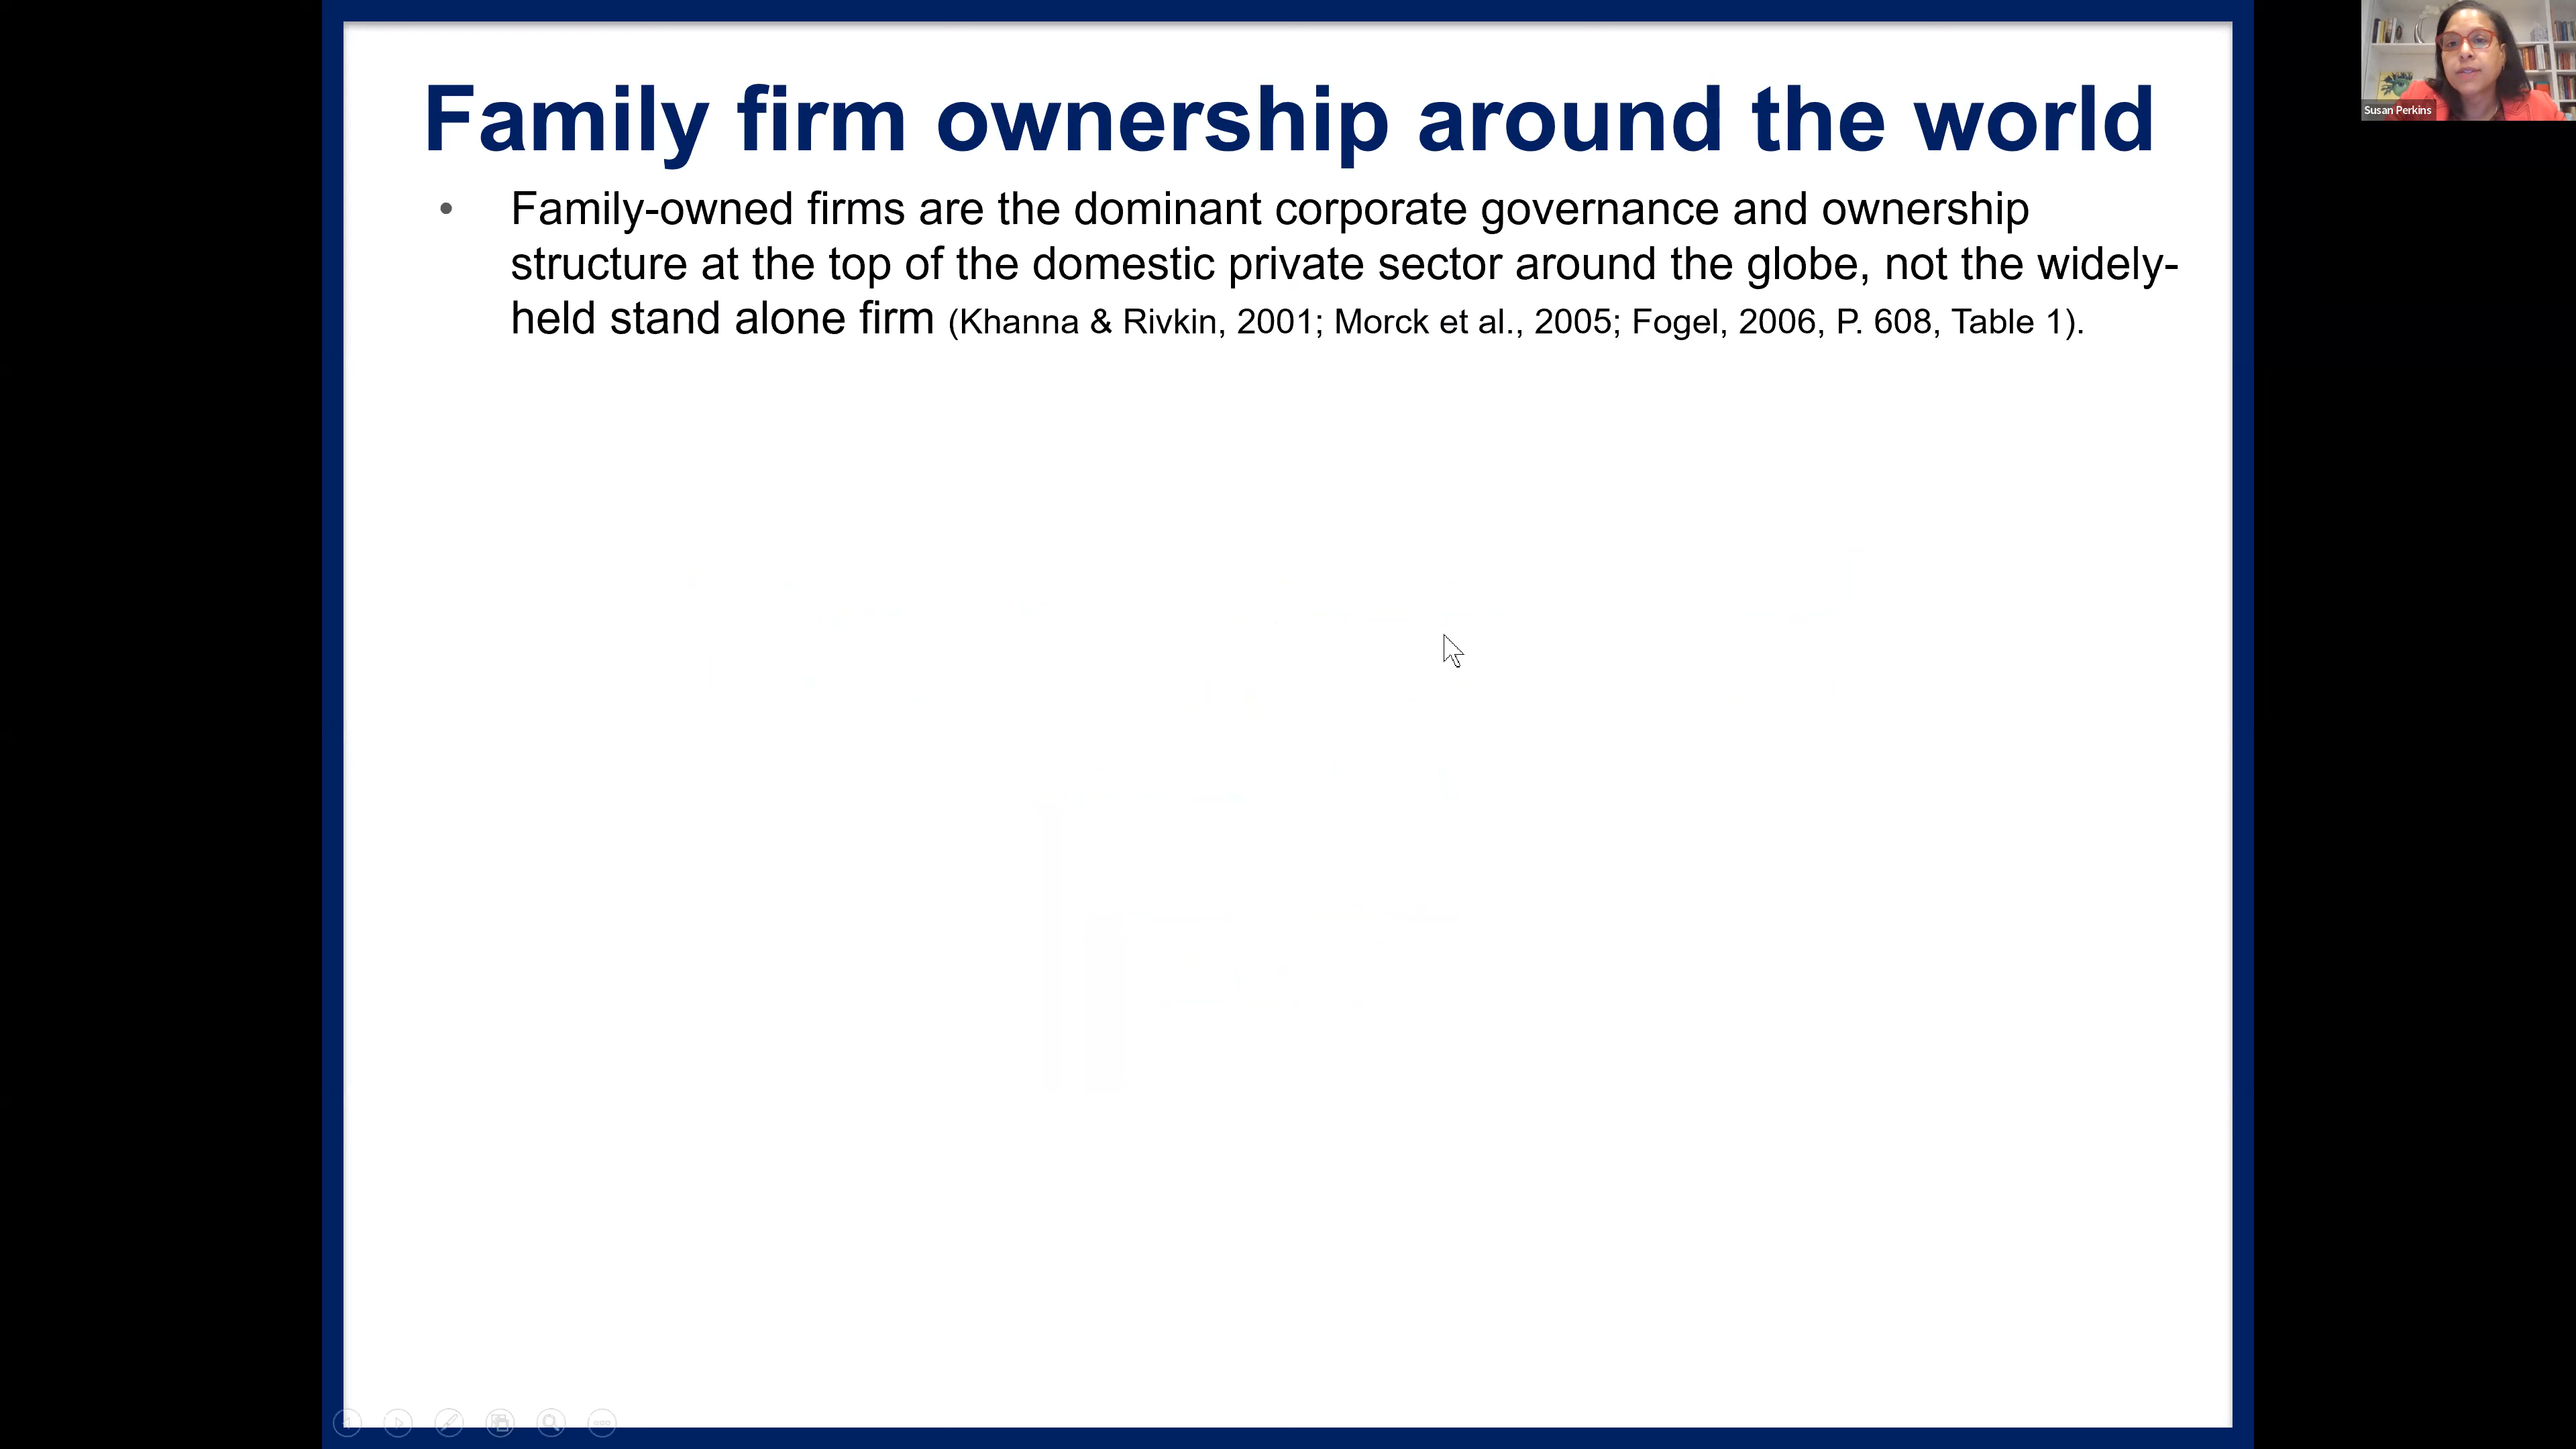 Family firm ownership around the world
• Family-owned firms are the dominant corporate governance and ownership
structure at the top of the domestic private sector around the globe, not the widely-
held stand alone firm (Khanna & Rivkin, 2001; Morck et al., 2005; Fogel, 2006, P. 608, Table 1).
Susan Perkins